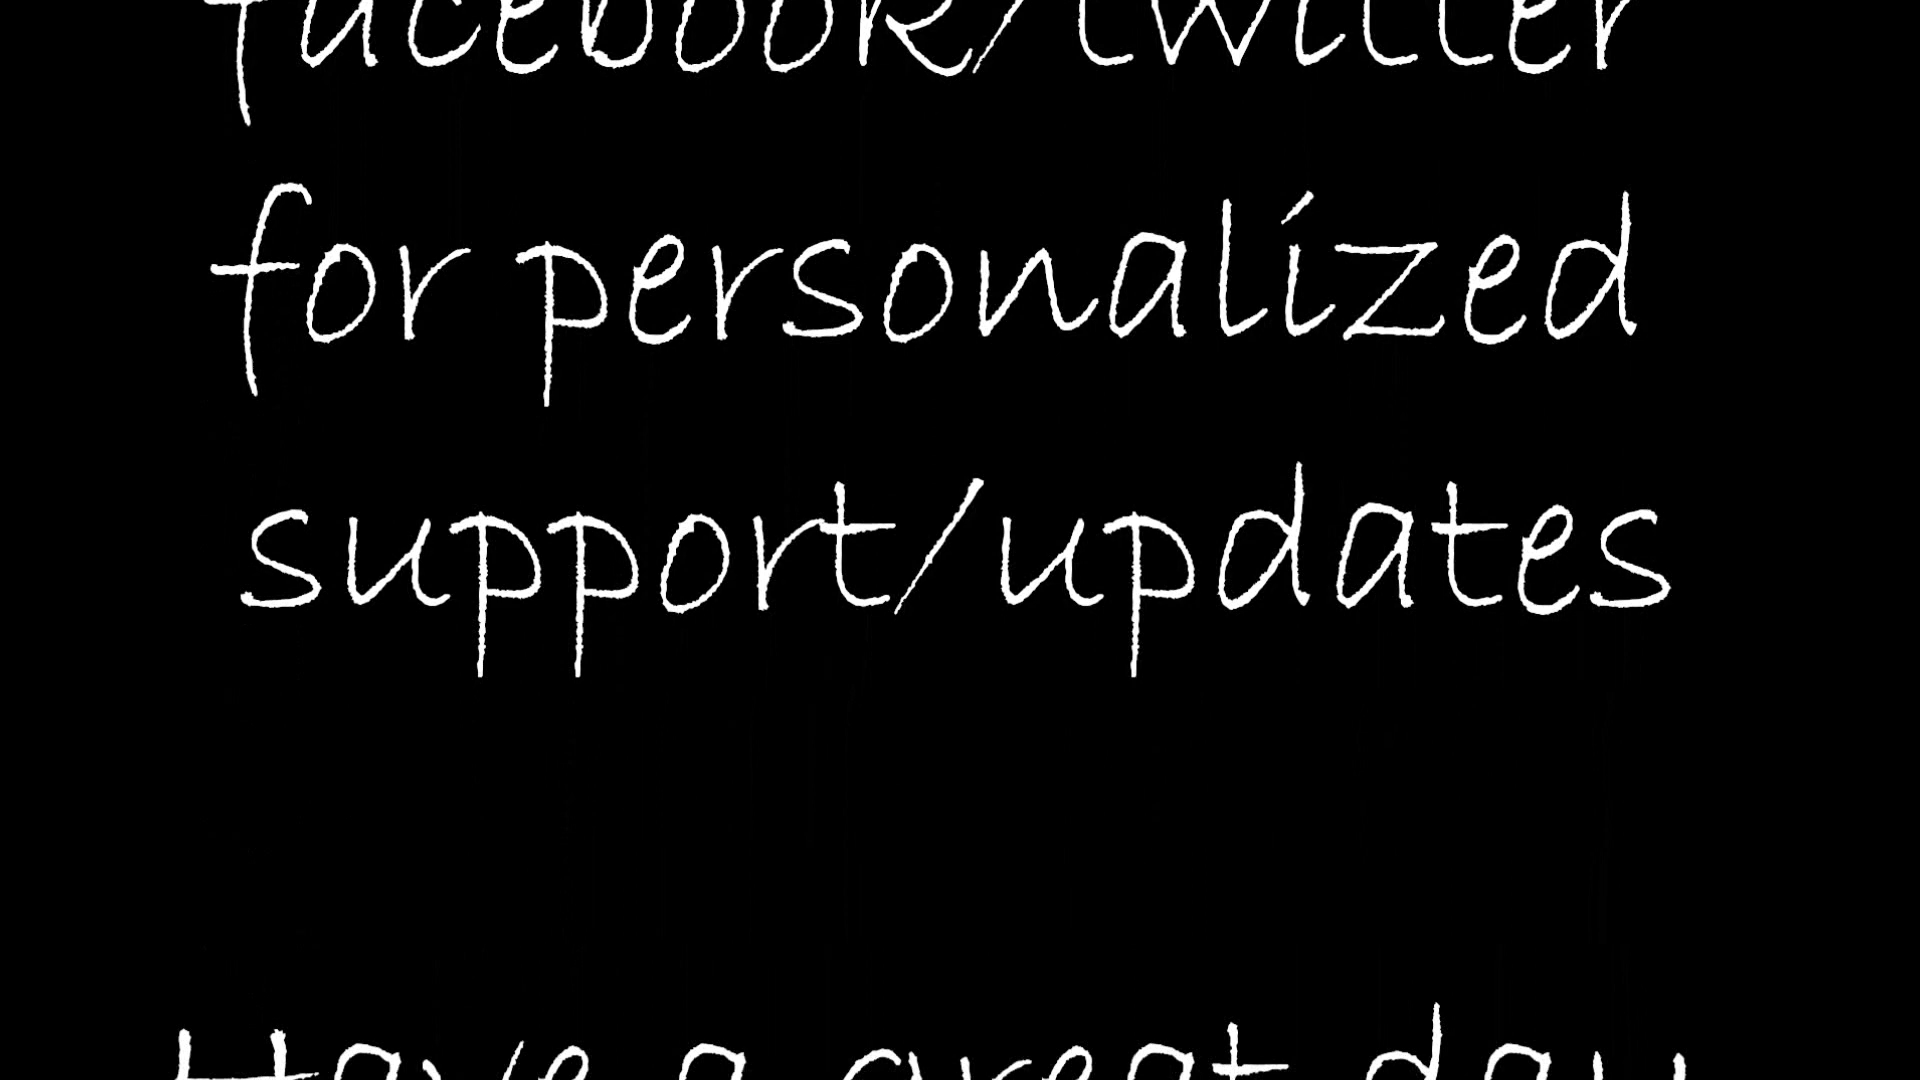 facebook/twitter
for personalized
support/updates
Have a great day